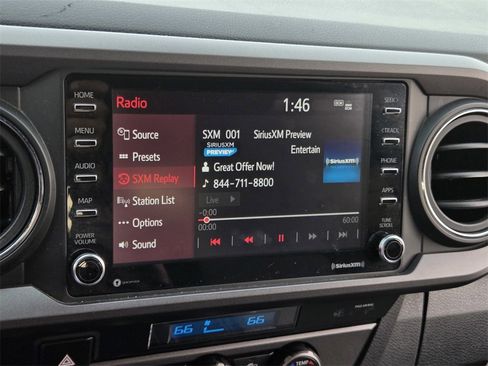 HOME
MENU
AUDIO
MAP
POWER
VOLUME
Radio
1:46
Source
Presets
SXM Replay
Station List
Options
Sound
SXM 001 SiriusXM Preview
SIRIUSXM
PREVIEW
Entertain
Great Offer Now!
844-711-8800
SiriusXM
Live
-0:00
00:00
60:00
SEEK
TRACK
PHONE
APPS
TUNE
SCROLL
SiriusXM
66 66
TEMP